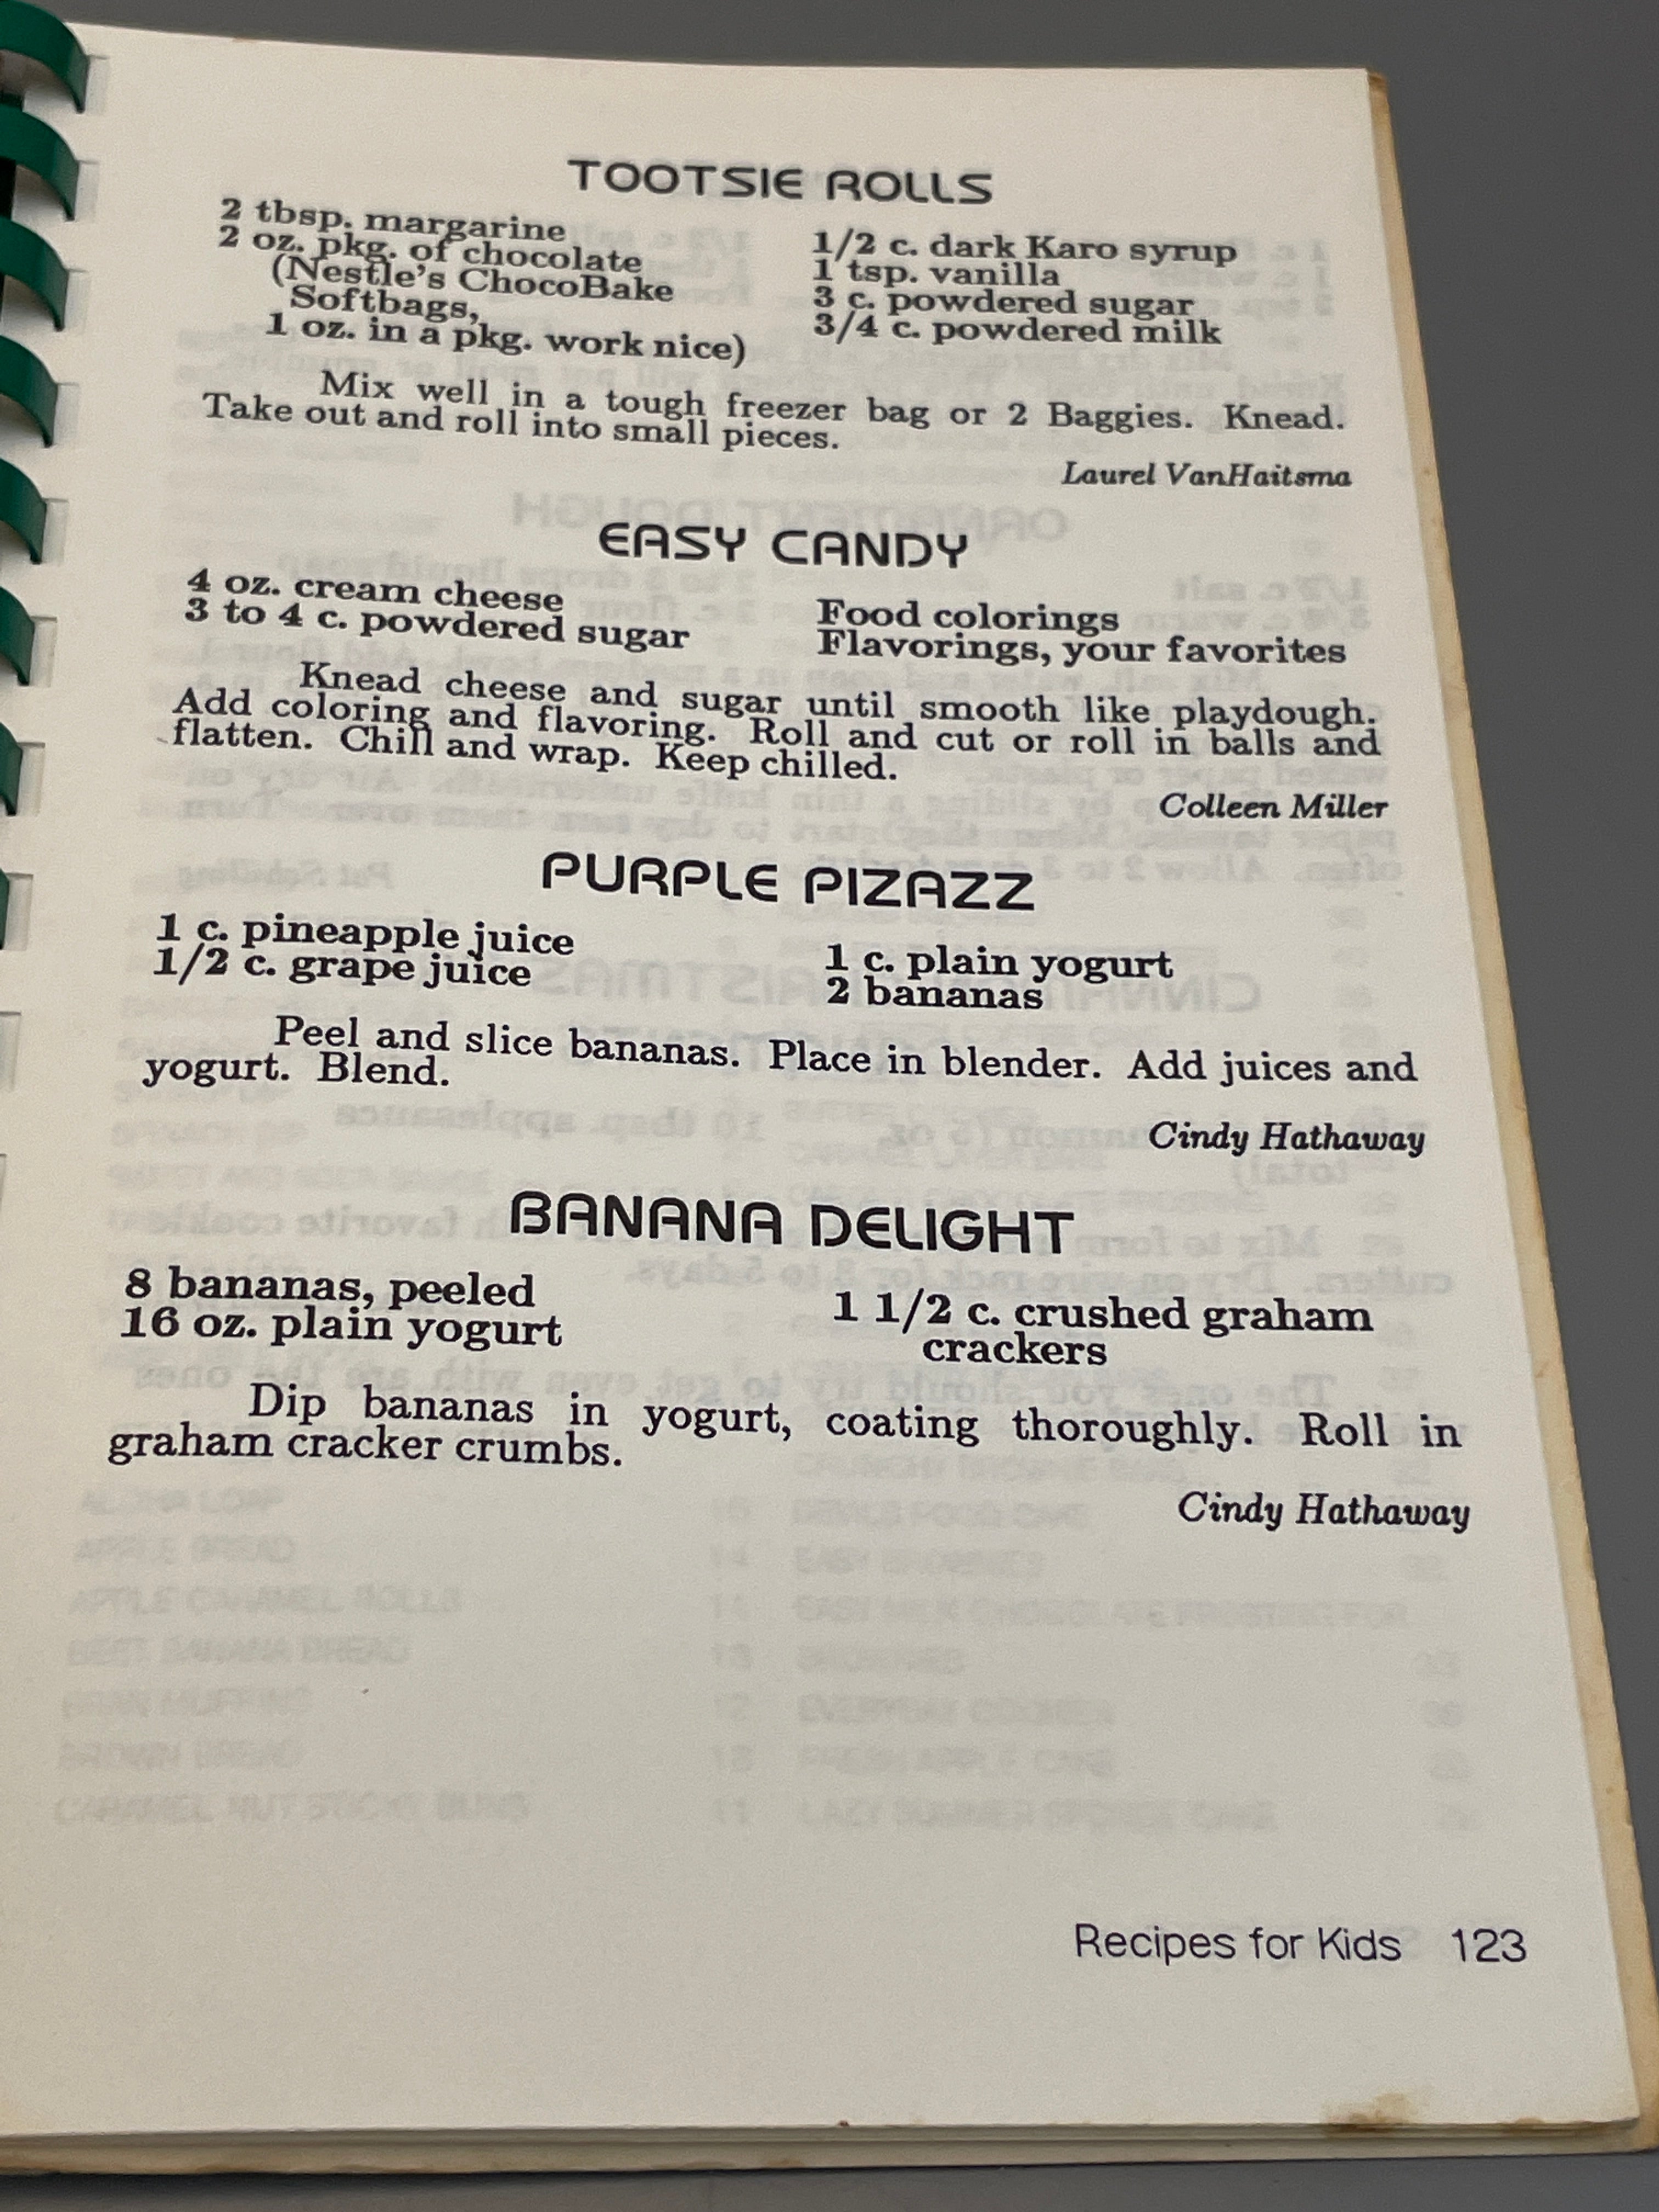 TOOTSIE ROLLS
2 tbsp. margarine
2 oz. pkg. of chocolate
(Nestle's ChocoBake
Softbags,
1 oz. in a pkg. work nice)
1/2 c. dark Karo syrup
1 tsp. vanilla
3 c. powdered sugar
3/4 c. powdered milk
Mix well in a tough freezer bag or 2 Baggies. Knead.
Take out and roll into small pieces.
Laurel VanHaitsma
EASY CANDY
4 oz. cream cheese
3 to 4 c. powdered sugar
Food colorings
Flavorings, your favorites
Knead cheese and sugar until smooth like playdough.
Add coloring and flavoring. Roll and cut or roll in balls and
flatten. Chill and wrap. Keep chilled.
Colleen Miller
PURPLE PIZAZZ
1 c. pineapple juice
1/2 c. grape juice
1 c. plain yogurt
2 bananas
Peel and slice bananas. Place in blender. Add juices and
yogurt. Blend.
Cindy Hathaway
BANANA DELIGHT
8 bananas, peeled
16 oz. plain yogurt
1 1/2 c. crushed graham
crackers
Dip bananas in yogurt, coating thoroughly. Roll in
graham cracker crumbs.
Cindy Hathaway
Recipes for Kids 123